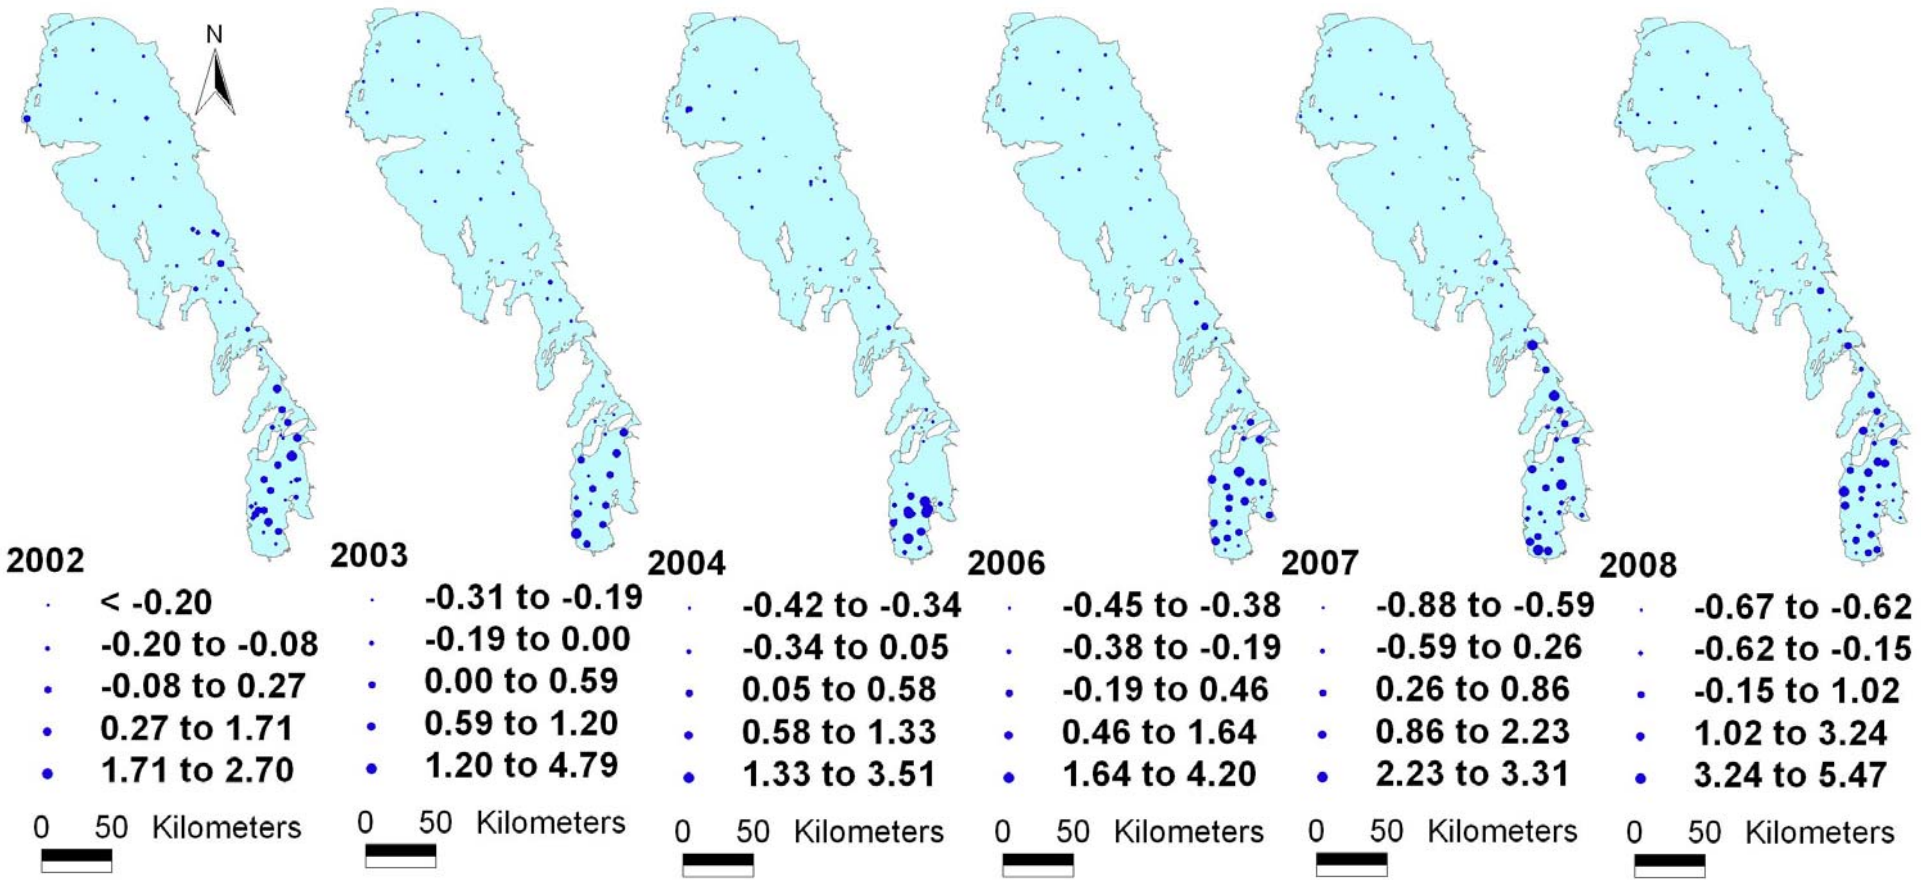 N
2002
< -0.20
-0.20 to -0.08
-0.08 to 0.27
0.27 to 1.71
1.71 to 2.70
0 50 Kilometers
2003
-0.31 to -0.19
-0.19 to 0.00
0.00 to 0.59
0.59 to 1.20
1.20 to 4.79
0 50 Kilometers
2004
-0.42 to -0.34
-0.34 to 0.05
0.05 to 0.58
0.58 to 1.33
1.33 to 3.51
0 50 Kilometers
2006
-0.45 to -0.38
-0.38 to -0.19
-0.19 to 0.46
0.46 to 1.64
1.64 to 4.20
0 50 Kilometers
2007
-0.88 to -0.59
-0.59 to 0.26
0.26 to 0.86
0.86 to 2.23
2.23 to 3.31
0 50 Kilometers
2008
-0.67 to -0.62
-0.62 to -0.15
-0.15 to 1.02
1.02 to 3.24
3.24 to 5.47
0 50 Kilometers